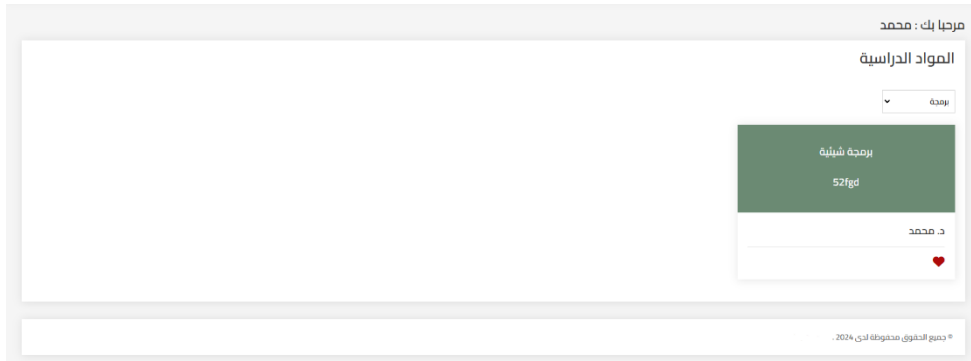 مرحبا بك : محمد
المواد الدراسية
برمجة
برمجة شيئية
52fgd
د. محمد
© جميع الحقوق محفوظة لدى 2024 .